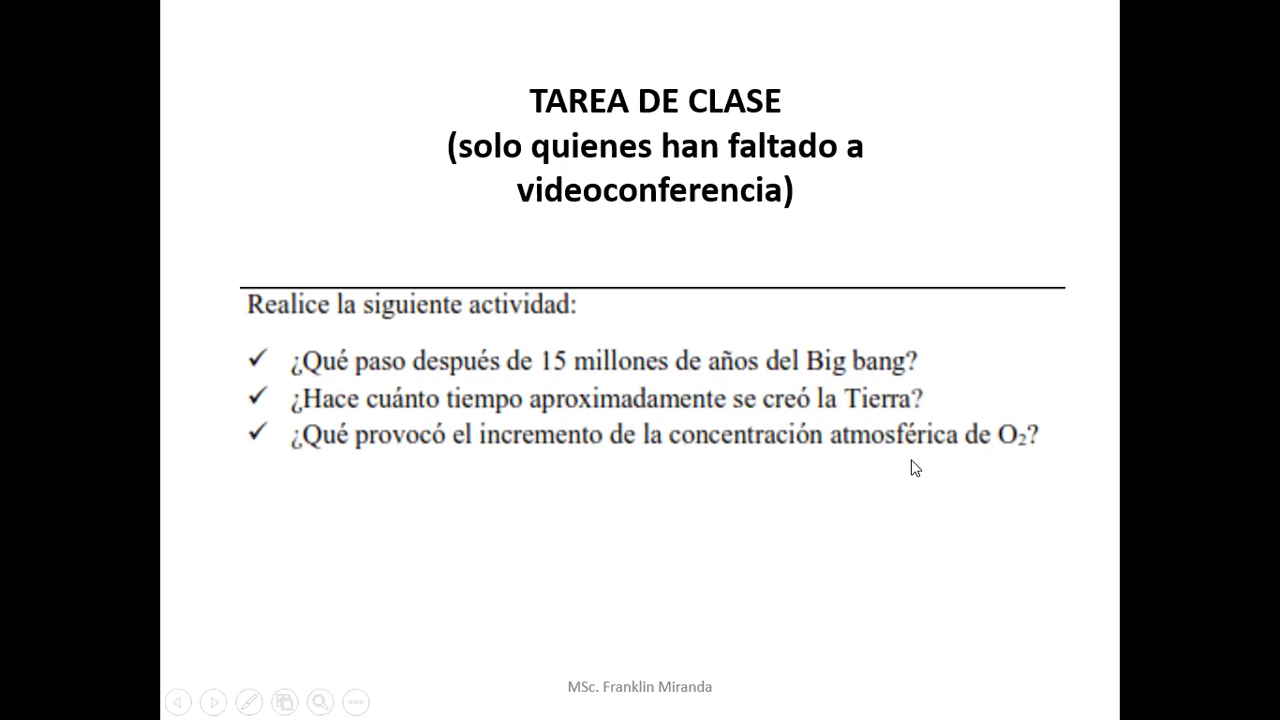 TAREA DE CLASE
(solo quienes han faltado a
videoconferencia)
Realice la siguiente actividad:
✓ ¿Qué paso después de 15 millones de años del Big bang?
✓ ¿Hace cuánto tiempo aproximadamente se creó la Tierra?
✓ ¿Qué provocó el incremento de la concentración atmosférica de O₂?
MSc. Franklin Miranda